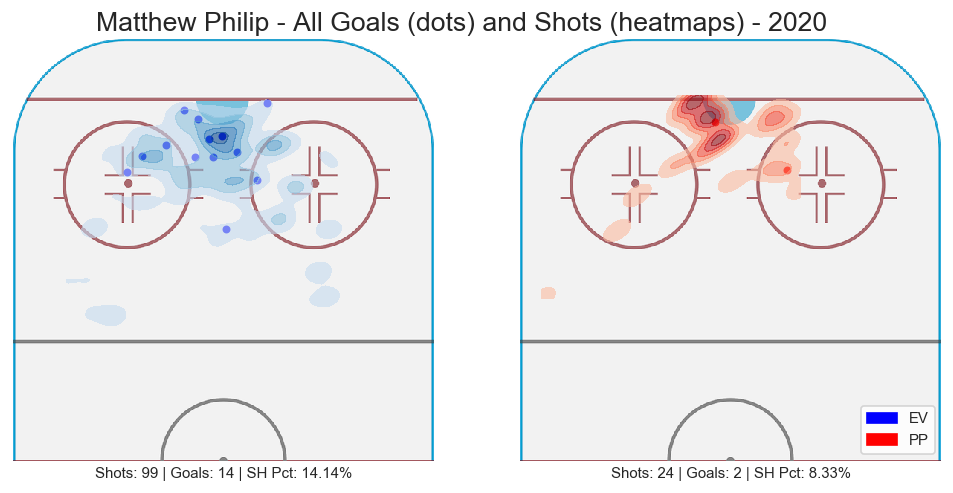 Matthew Philip - All Goals (dots) and Shots (heatmaps) - 2020
EV
PP
Shots: 99 | Goals: 14 | SH Pct: 14.14%
Shots: 24 | Goals: 2 | SH Pct: 8.33%